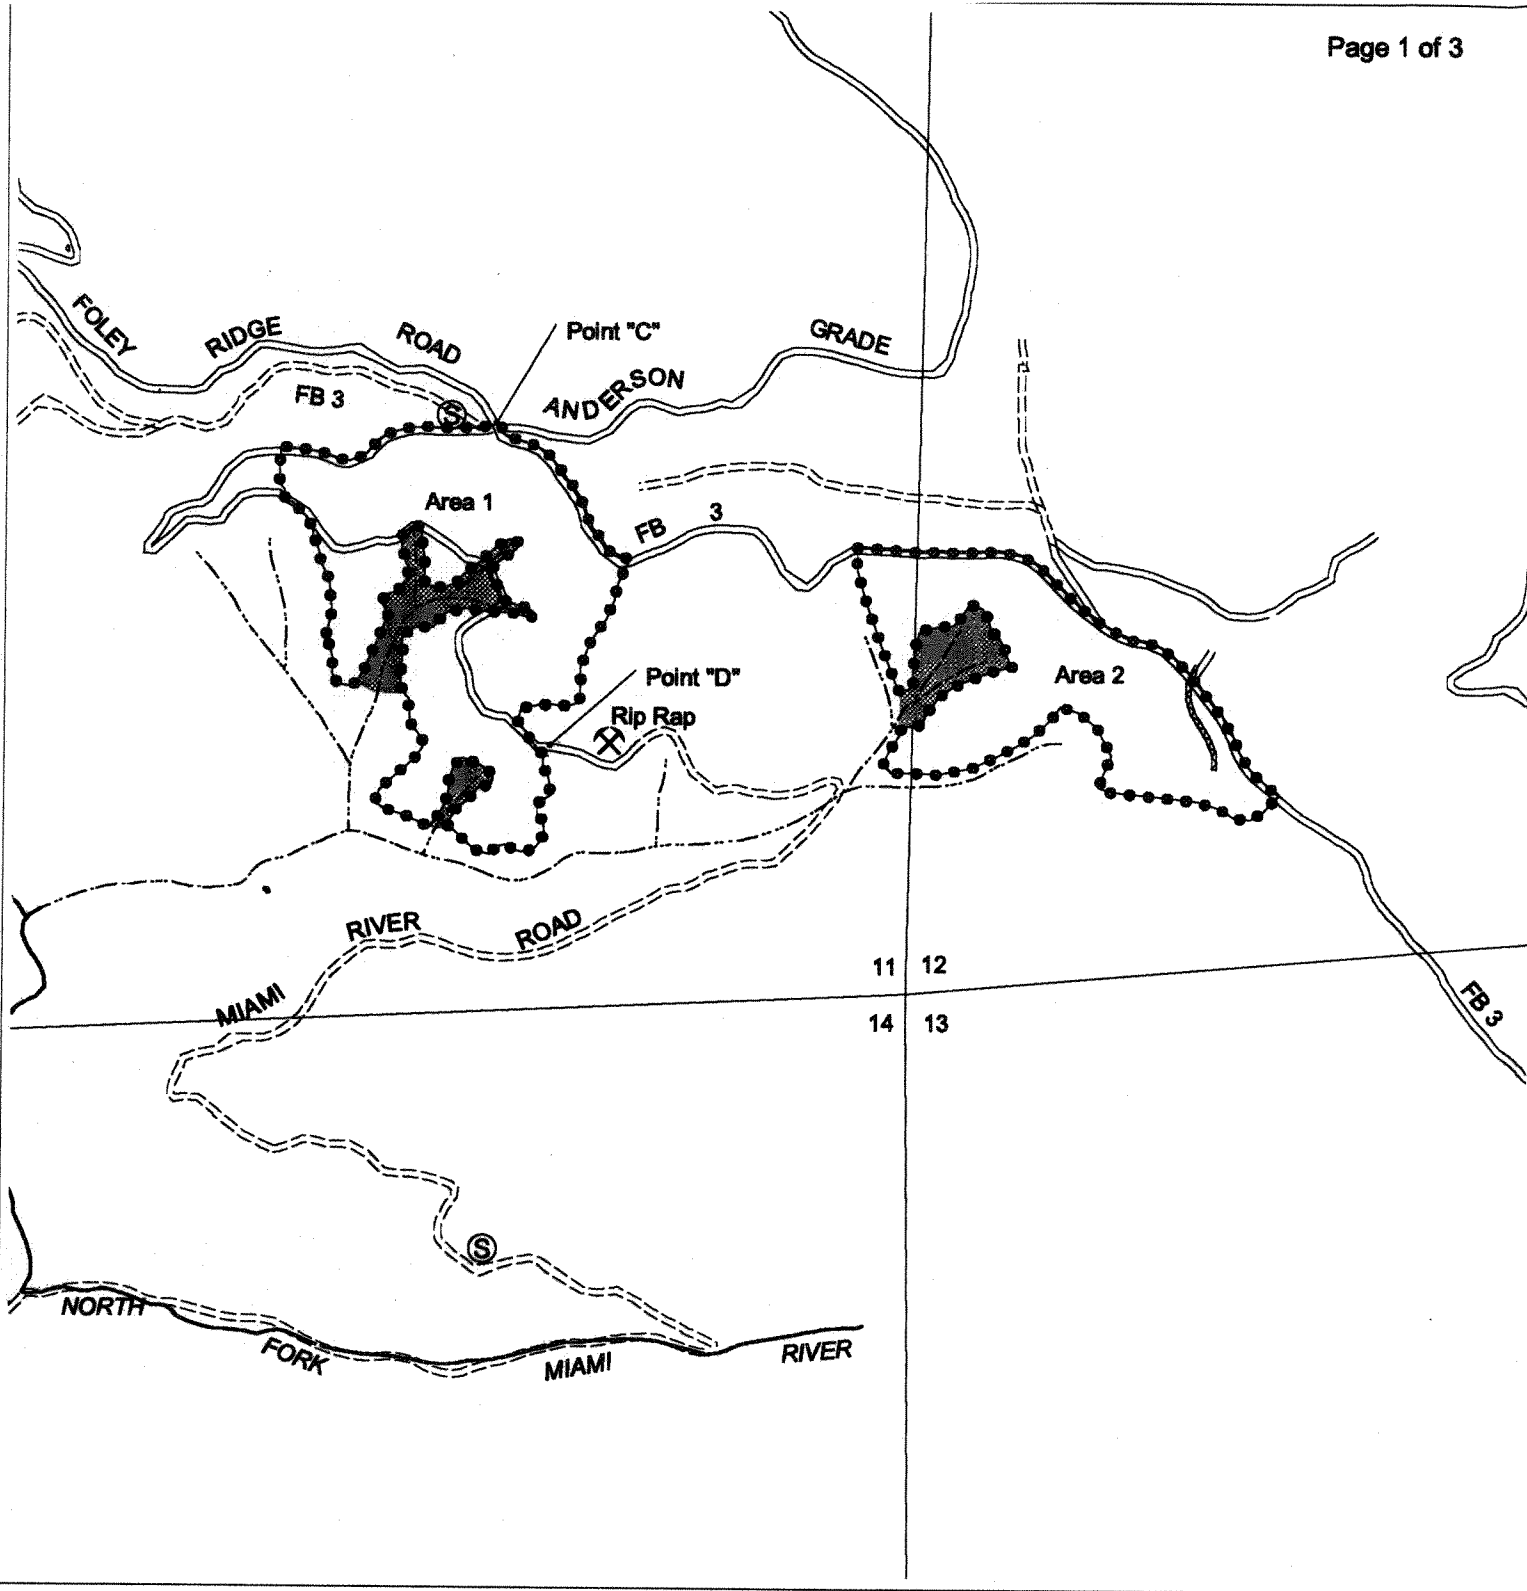 Page 1 of 3
FOLEY RIDGE ROAD
Point "C"
GRADE
ANDERSON
FB 3
S
Area 1
FB 3
Point "D"
Area 2
Rip Rap
RIVER ROAD
11 12
MIAMI
14 13
FB 3
S
NORTH FORK MIAMI RIVER